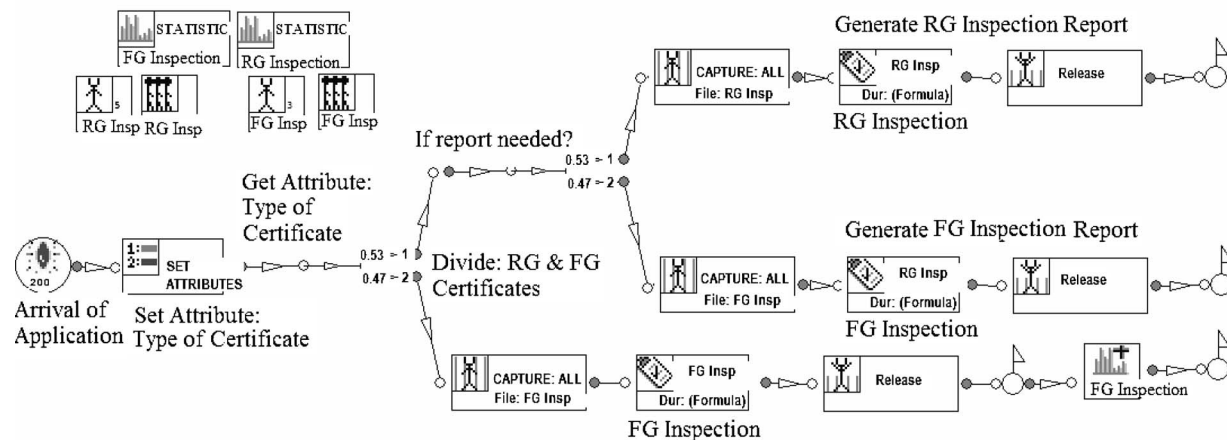 STATISTIC
FG Inspection
STATISTIC
RG Inspection
5
RG Insp
RG Insp
3
FG Insp
FG Insp
Generate RG Inspection Report
CAPTURE: ALL
File: RG Insp
RG Insp
Dur: (Formula)
Release
RG Inspection
If report needed?
0.53 ~ 1
0.47 ~ 2
Get Attribute:
Type of
Certificate
200
Arrival of
Application
1:
2:
SET
ATTRIBUTES
Set Attribute:
Type of Certificate
0.53 ~ 1
0.47 ~ 2
Divide: RG & FG
Certificates
Generate FG Inspection Report
CAPTURE: ALL
File: FG Insp
RG Insp
Dur: (Formula)
Release
FG Inspection
CAPTURE: ALL
File: FG Insp
FG Insp
Dur: (Formula)
Release
FG Inspection
FG Inspection